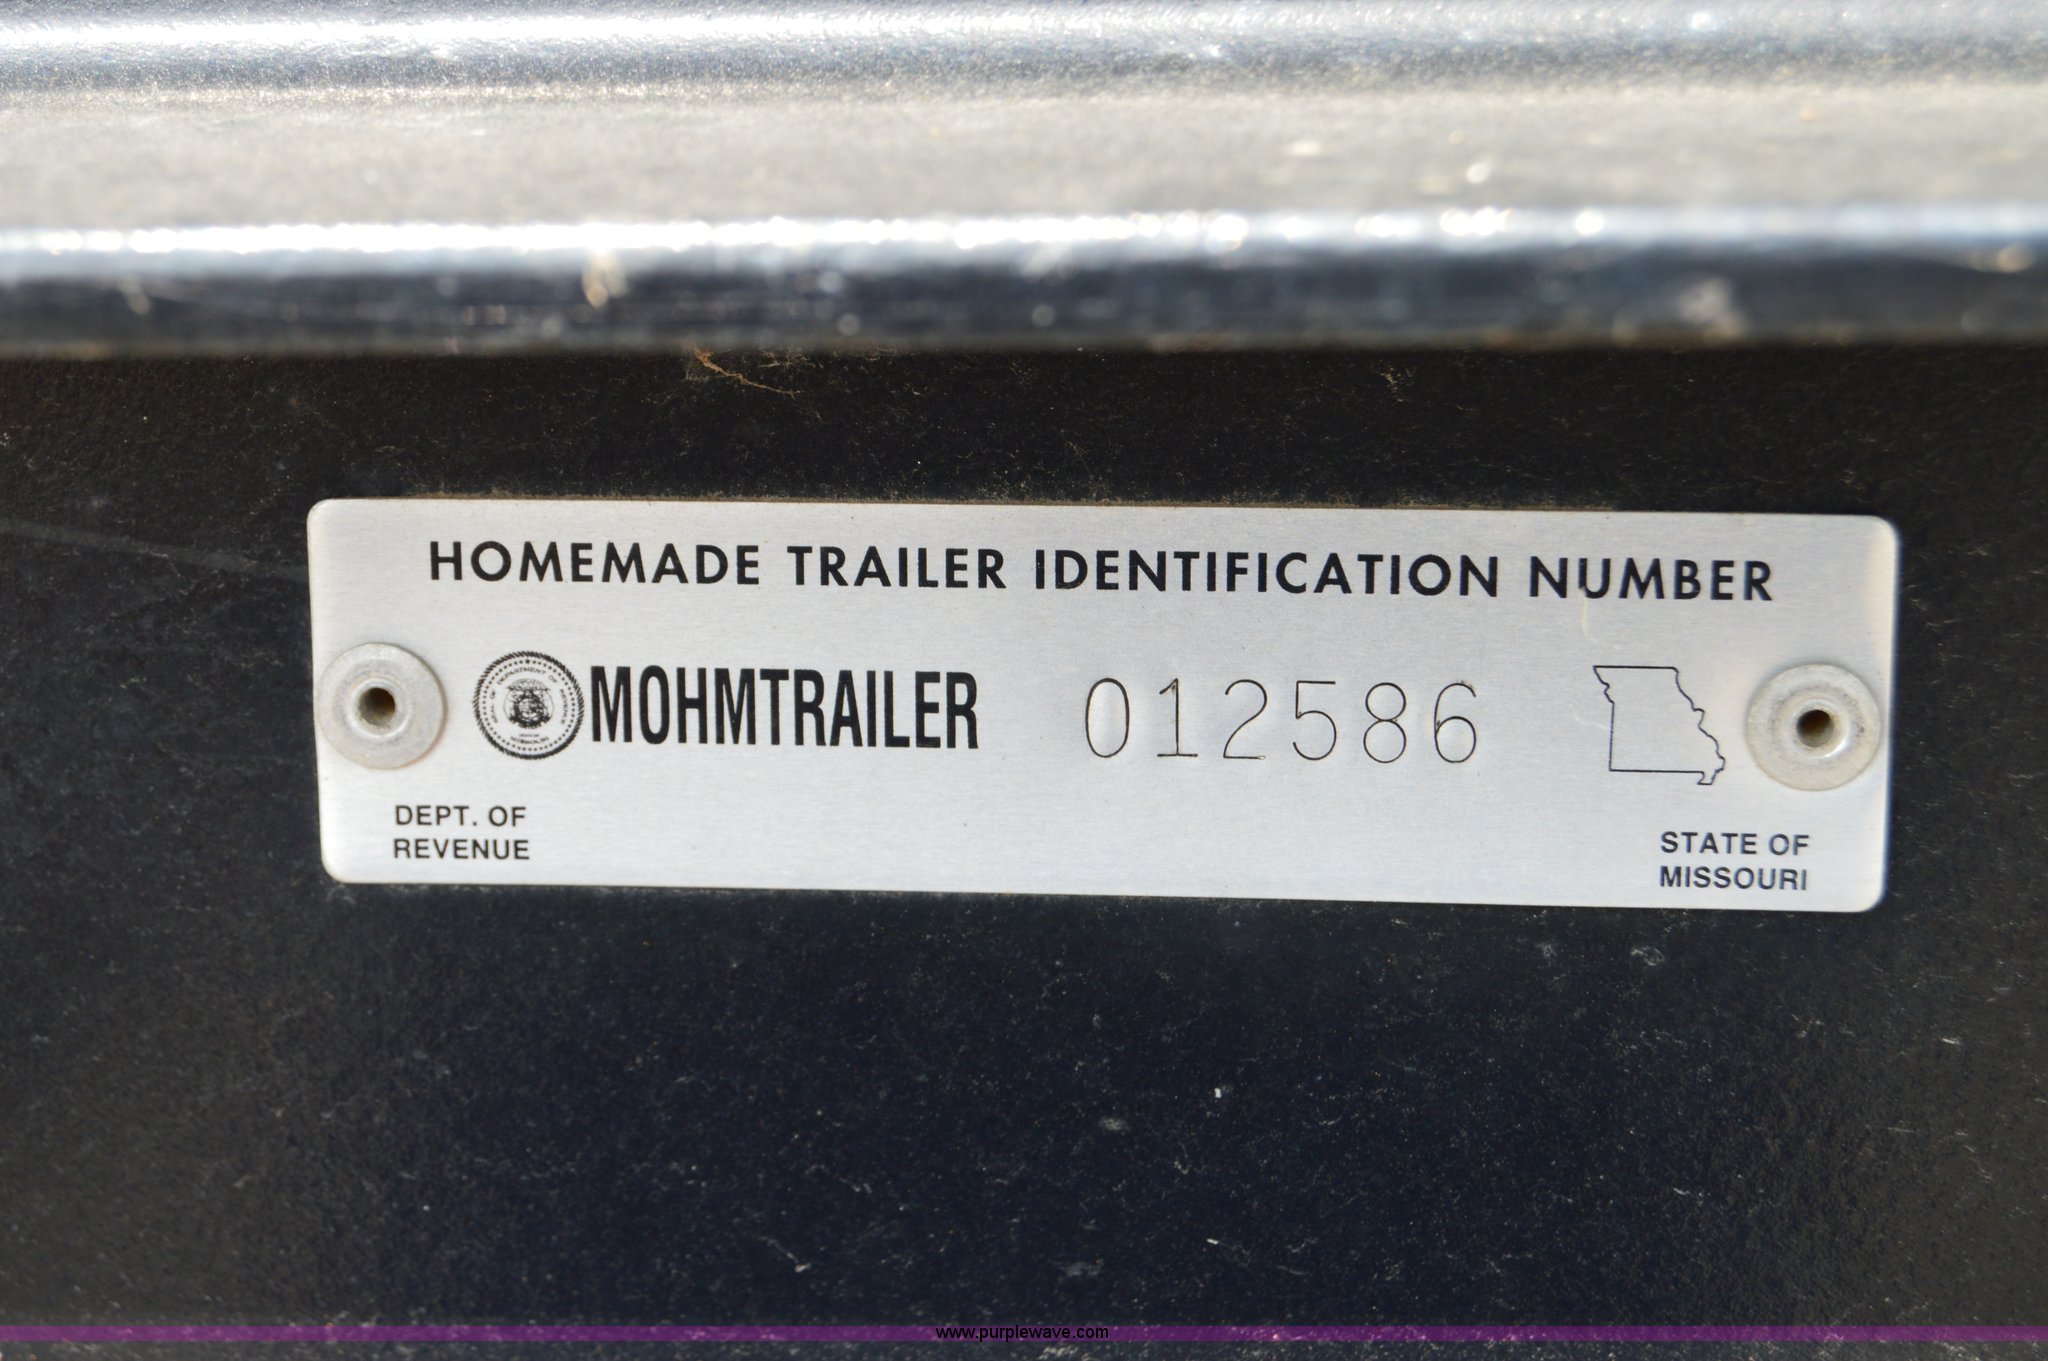 HOMEMADE TRAILER IDENTIFICATION NUMBER
MOHMTRAILER 012586
DEPT. OF
REVENUE
STATE OF
MISSOURI
www.purplewave.com